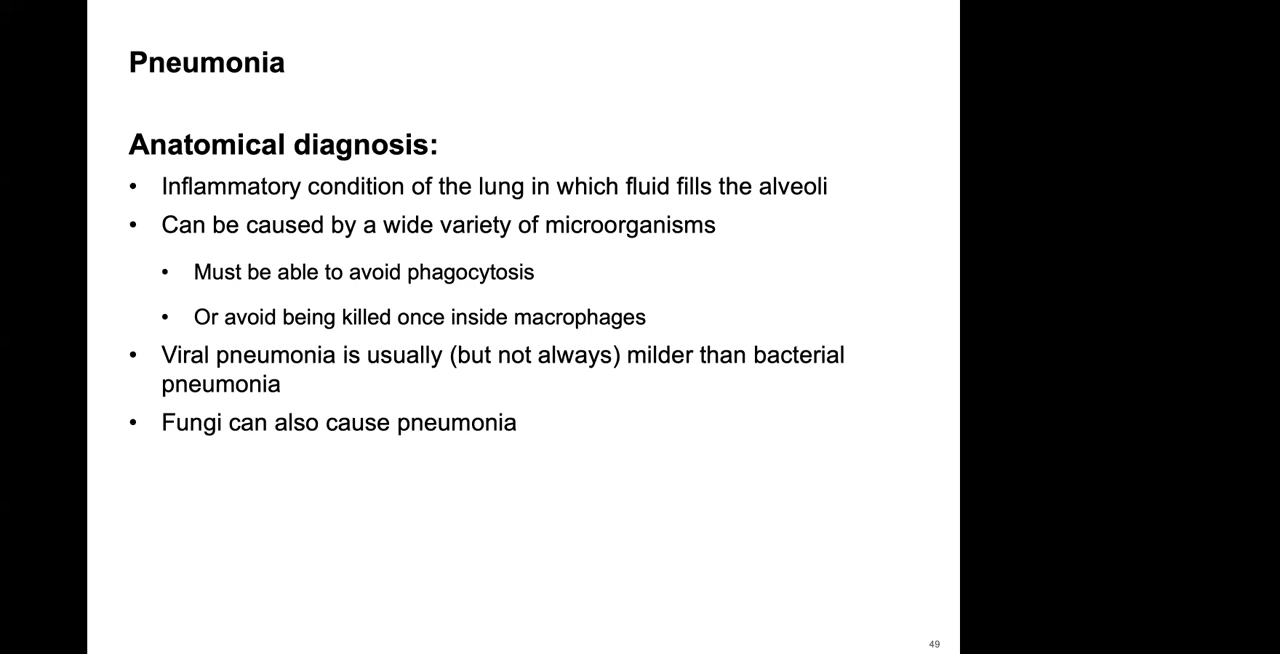 Pneumonia
Anatomical diagnosis:
• Inflammatory condition of the lung in which fluid fills the alveoli
• Can be caused by a wide variety of microorganisms
• Must be able to avoid phagocytosis
• Or avoid being killed once inside macrophages
• Viral pneumonia is usually (but not always) milder than bacterial
pneumonia
• Fungi can also cause pneumonia
49